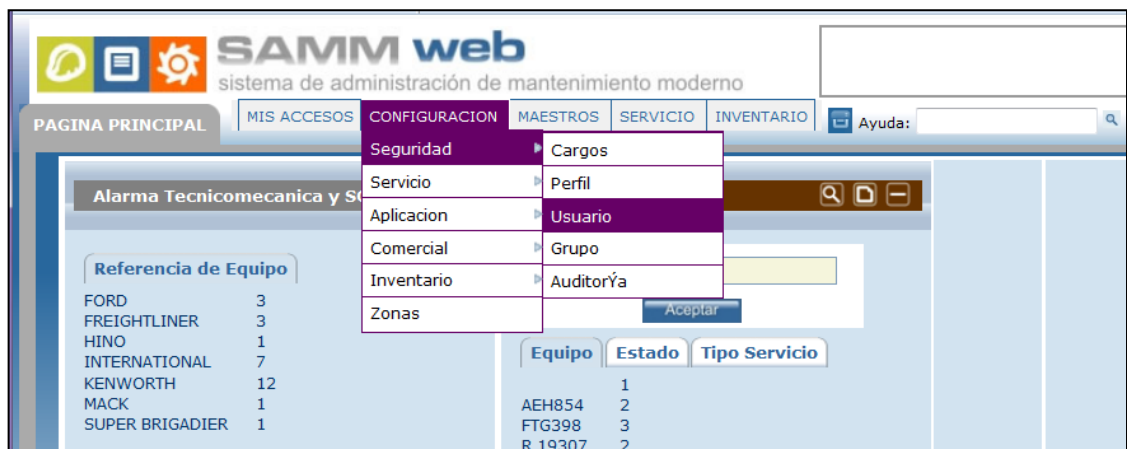 SAMM web
sistema de administración de mantenimiento moderno
PAGINA PRINCIPAL
MIS ACCESOS CONFIGURACION MAESTROS SERVICIO INVENTARIO
Ayuda:
Seguridad
Servicio
Aplicacion
Comercial
Inventario
Zonas
Cargos
Perfil
Usuario
Grupo
AuditorÝa
Alarma Tecnicomecanica y
Referencia de Equipo
FORD 3
FREIGHTLINER 3
HINO 1
INTERNATIONAL 7
KENWORTH 12
MACK 1
SUPER BRIGADIER 1
Aceptar
Equipo Estado Tipo Servicio
1
AEH854 2
FTG398 3
R 19307 2